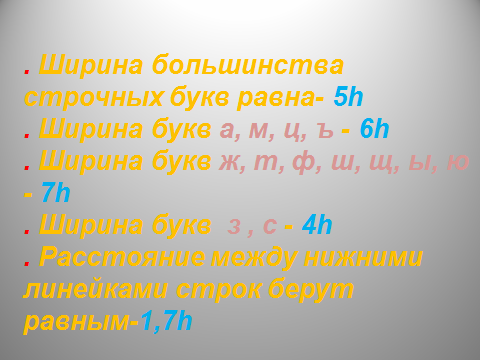 . Ширина большинства
строчных букв равна- 5h
. Ширина букв а, м, ц, ъ - 6h
. Ширина букв ж, т, ф, ш, щ, ы, ю
- 7h
. Ширина букв з , с - 4h
. Расстояние между нижними
линейками строк берут
равным-1,7h